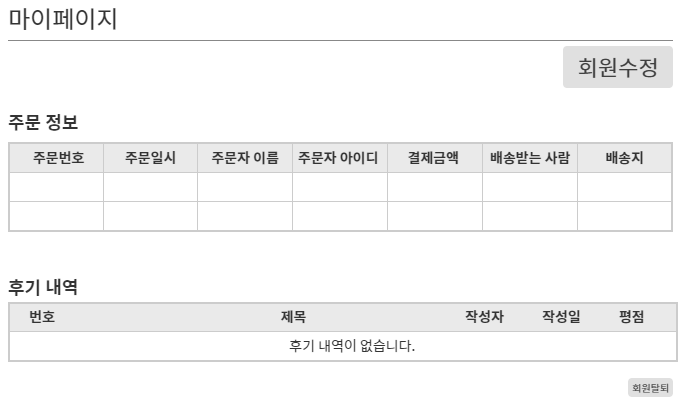 마이페이지
회원수정
주문 정보
주문번호 주문일시 주문자 이름 주문자 아이디 결제금액 배송받는 사람 배송지
후기 내역
번호 제목 작성자 작성일 평점
후기 내역이 없습니다.
회원탈퇴